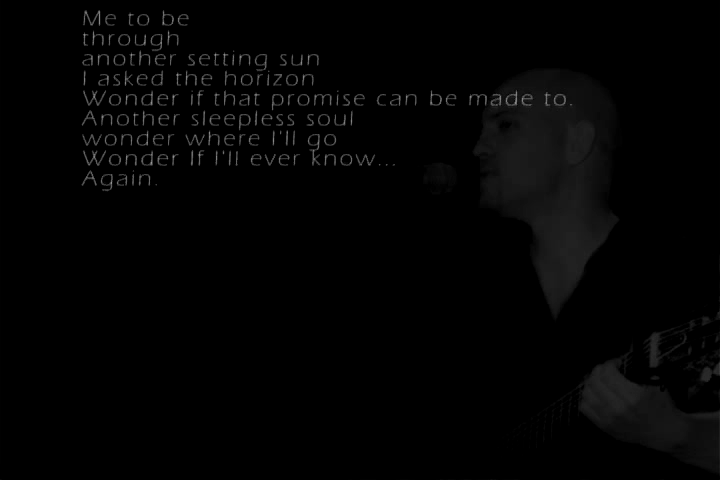 Me to be
through
another setting sun
I asked the horizon
Wonder if that promise can be made to.
Another sleepless soul
wonder where I'll go
Wonder If I'll ever know...
Again.